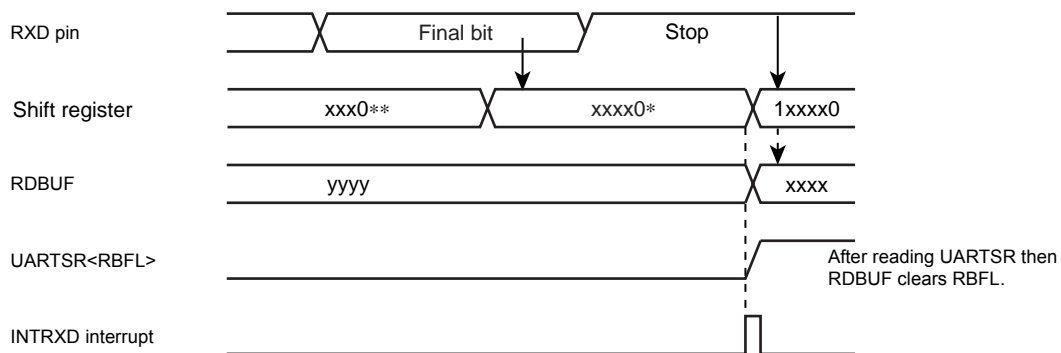 RXD pin Final bit Stop
Shift register xxx0** xxxx0* 1xxxx0
RDBUF yyyy xxxx
UARTSR<RBFL> After reading UARTSR then
RDBUF clears RBFL.
INTRXD interrupt